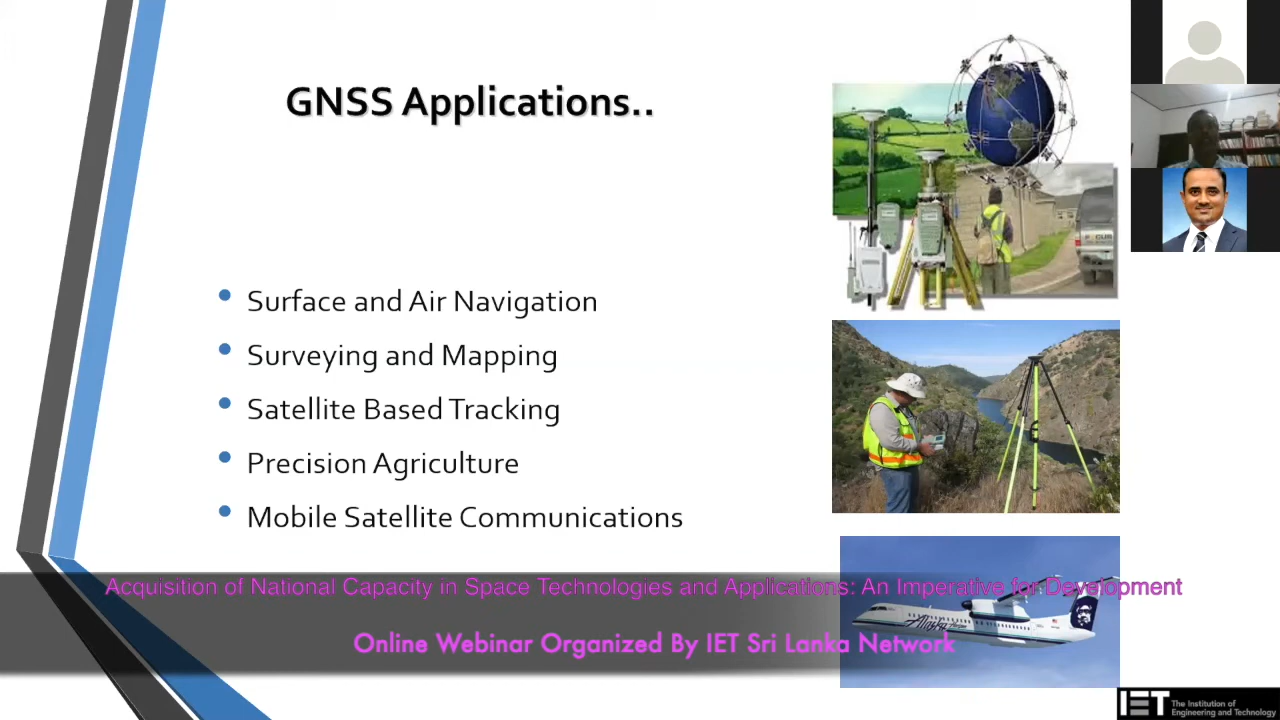 GNSS Applications..
Surface and Air Navigation
Surveying and Mapping
Satellite Based Tracking
Precision Agriculture
Mobile Satellite Communications
Acquisition of National Capacity in Space Technologies and Applications: An Imperative for Development
Online Webinar Organized By IET Sri Lanka Network
Alaska
IET The Institution of
Engineering and Technology